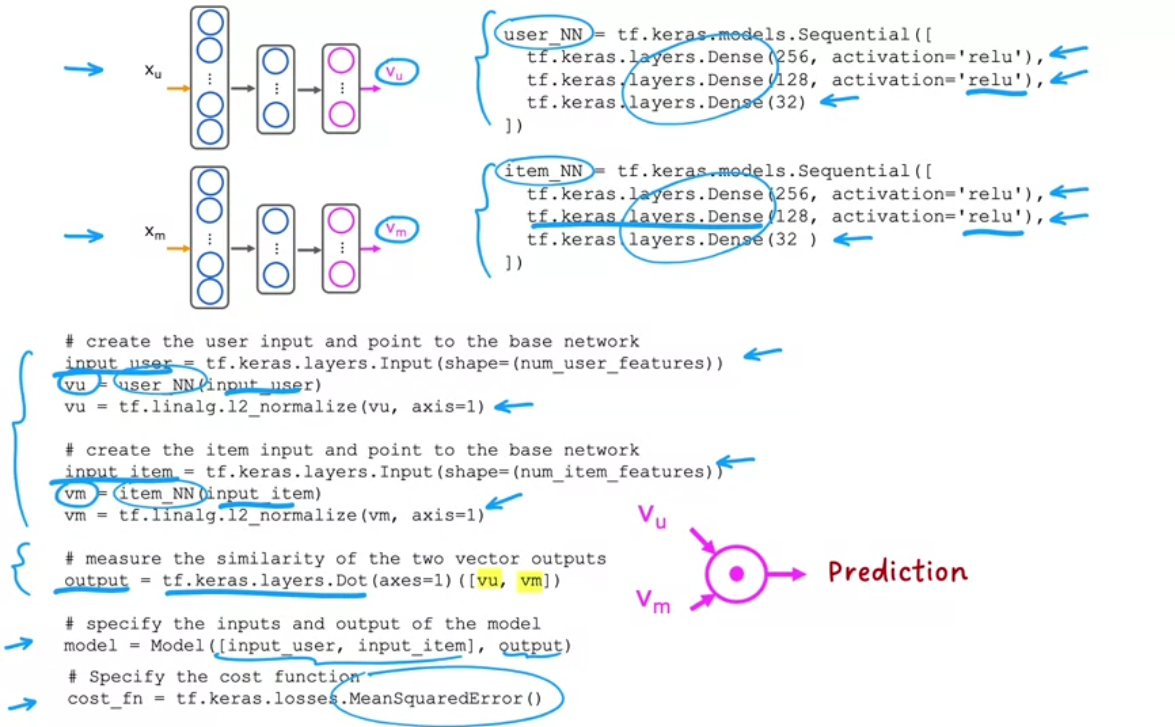 x_u
v_u
user_NN = tf.keras.models.Sequential([
tf.keras.layers.Dense(256, activation='relu'),
tf.keras.layers.Dense(128, activation='relu'),
tf.keras.layers.Dense(32)
])
x_m
v_m
item_NN = tf.keras.models.Sequential([
tf.keras.layers.Dense(256, activation='relu'),
tf.keras.layers.Dense(128, activation='relu'),
tf.keras.layers.Dense(32 )
])
# create the user input and point to the base network
input_user = tf.keras.layers.Input(shape=(num_user_features))
vu = user_NN(input_user)
vu = tf.linalg.l2_normalize(vu, axis=1)
# create the item input and point to the base network
input_item = tf.keras.layers.Input(shape=(num_item_features))
vm = item_NN(input_item)
vm = tf.linalg.l2_normalize(vm, axis=1)
# measure the similarity of the two vector outputs
output = tf.keras.layers.Dot(axes=1)([vu, vm])
# specify the inputs and output of the model
model = Model([input_user, input_item], output)
# Specify the cost function
cost_fn = tf.keras.losses.MeanSquaredError()
v_u
v_m
Prediction